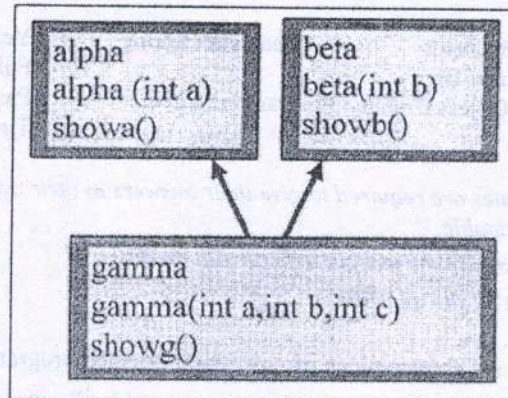 alpha
alpha (int a)
showa()
beta
beta(int b)
showb()
gamma
gamma(int a,int b,int c)
showg()